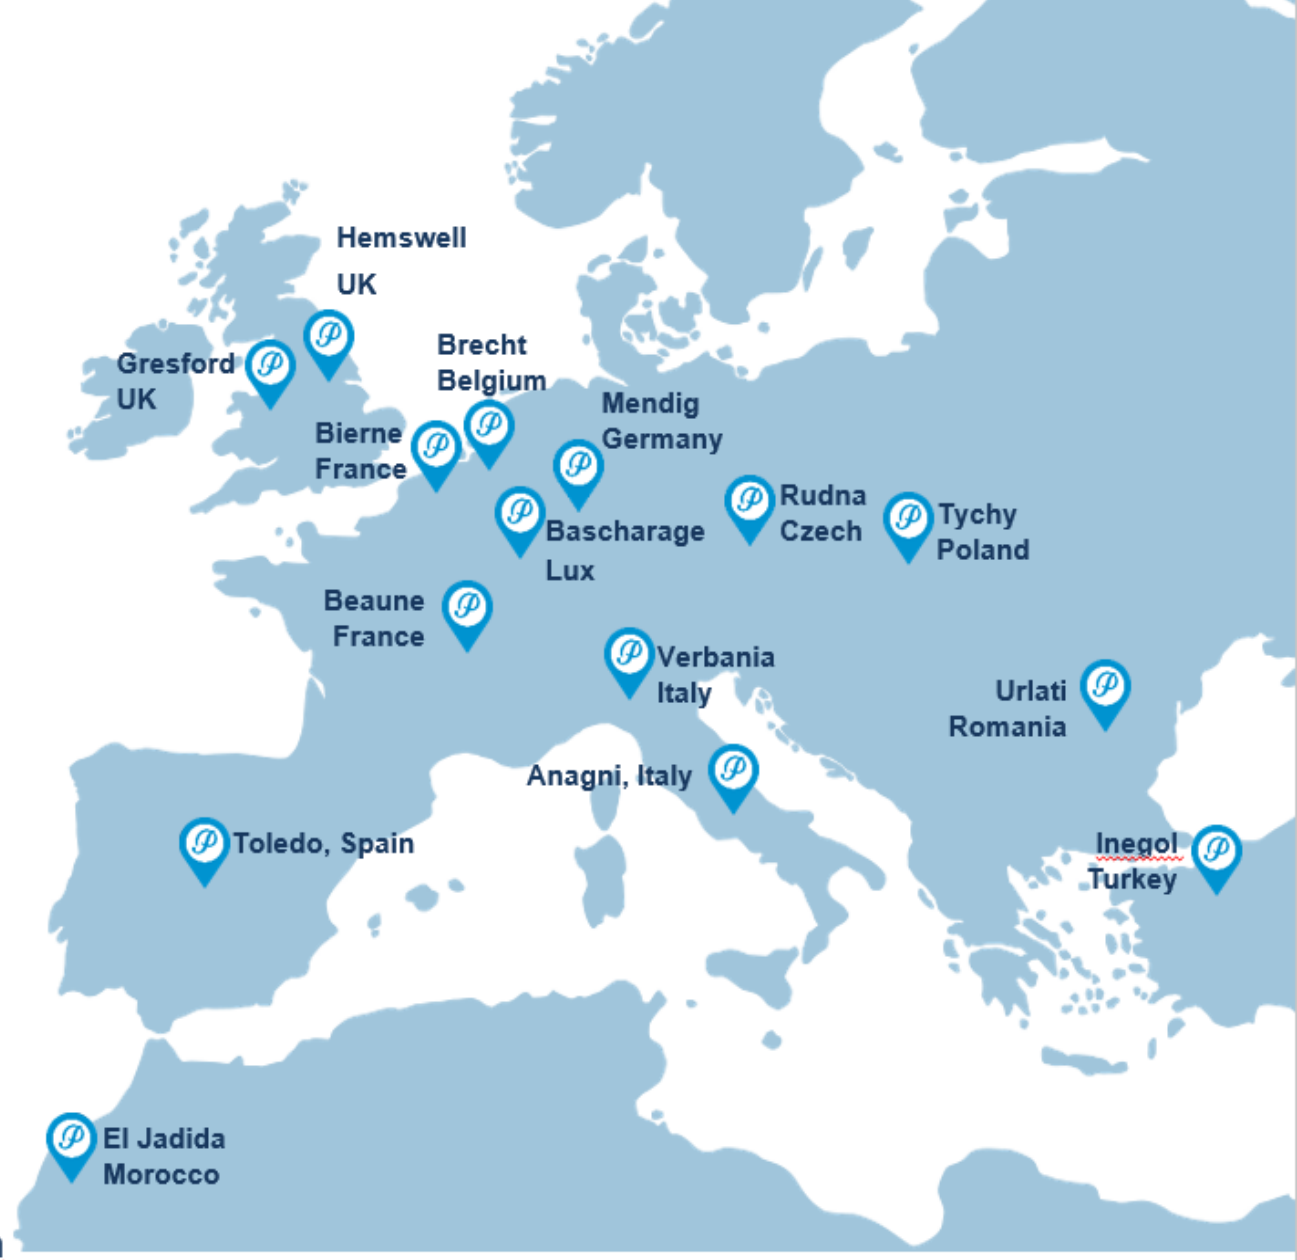 Hemswell
UK
Gresford
UK
Brecht
Belgium
Mendig
Germany
Bierne
France
Bascharage
Lux
Rudna
Czech
Tychy
Poland
Beaune
France
Verbania
Italy
Urlati
Romania
Anagni, Italy
Toledo, Spain
Inegol
Turkey
El Jadida
Morocco